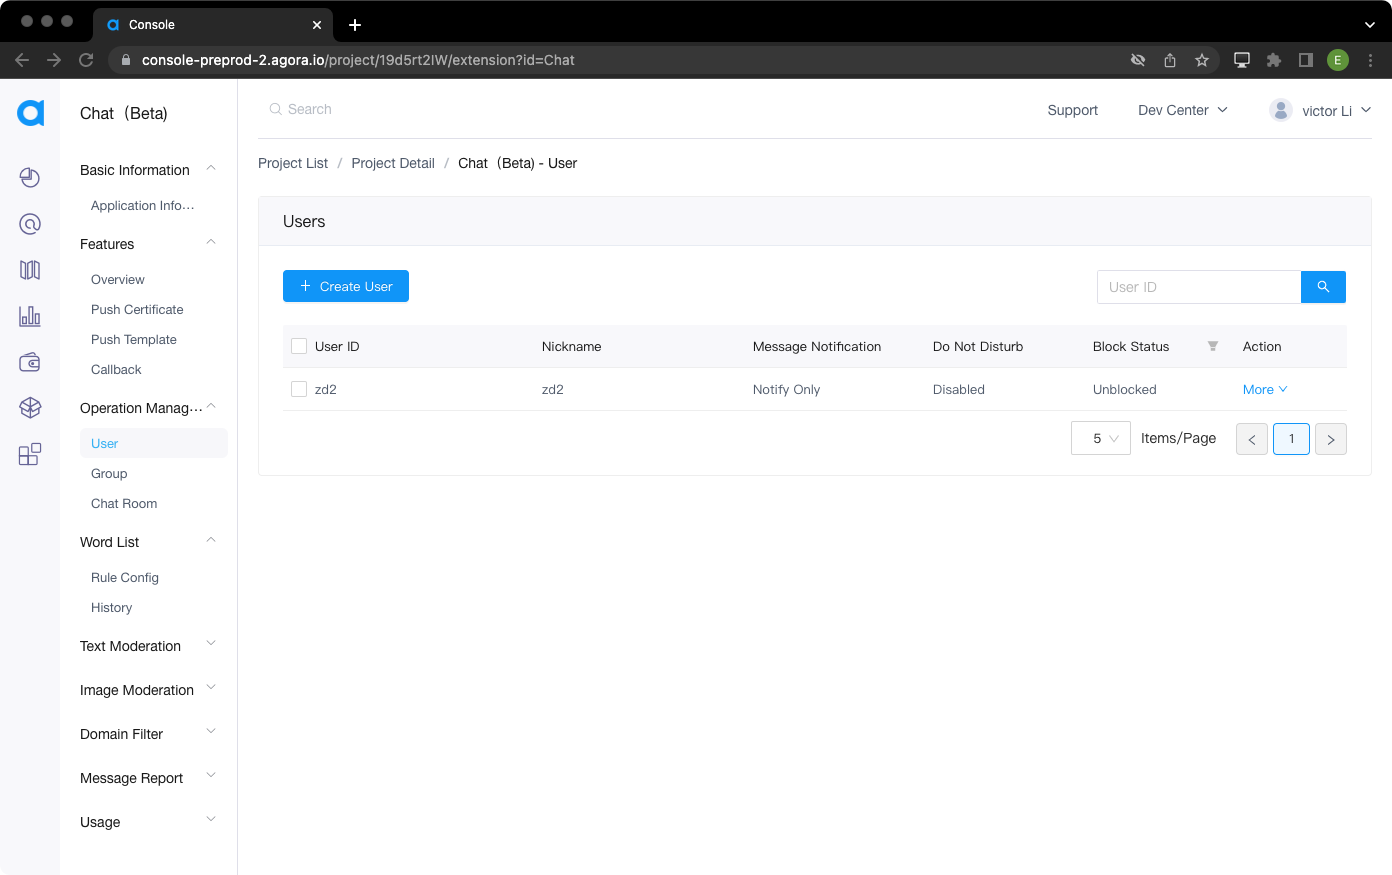 Console
console-preprod-2.agora.io/project/19d5rt2IW/extension?id=Chat
E
Chat（Beta)
Search
Support
Dev Center
victor Li
Project List / Project Detail / Chat（Beta) - User
Basic Information
Application Info...
Features
Overview
Push Certificate
Push Template
Callback
Operation Manag...
User
Group
Chat Room
Word List
Rule Config
History
Text Moderation
Image Moderation
Domain Filter
Message Report
Usage
Users
+ Create User
User ID
User ID Nickname Message Notification Do Not Disturb Block Status Action
zd2 zd2 Notify Only Disabled Unblocked More
5 Items/Page < 1 >